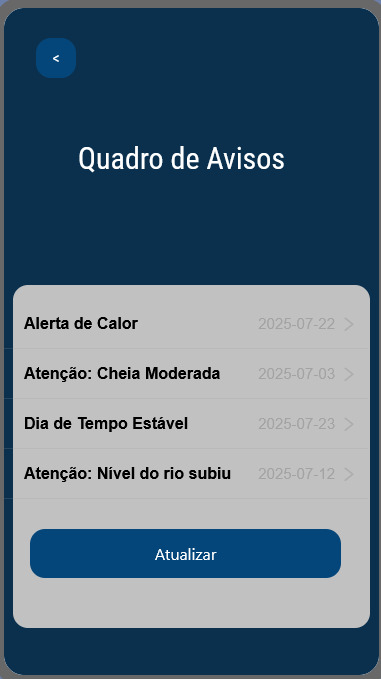 <
Quadro de Avisos
Alerta de Calor 2025-07-22
Atenção: Cheia Moderada 2025-07-03
Dia de Tempo Estável 2025-07-23
Atenção: Nível do rio subiu 2025-07-12
Atualizar